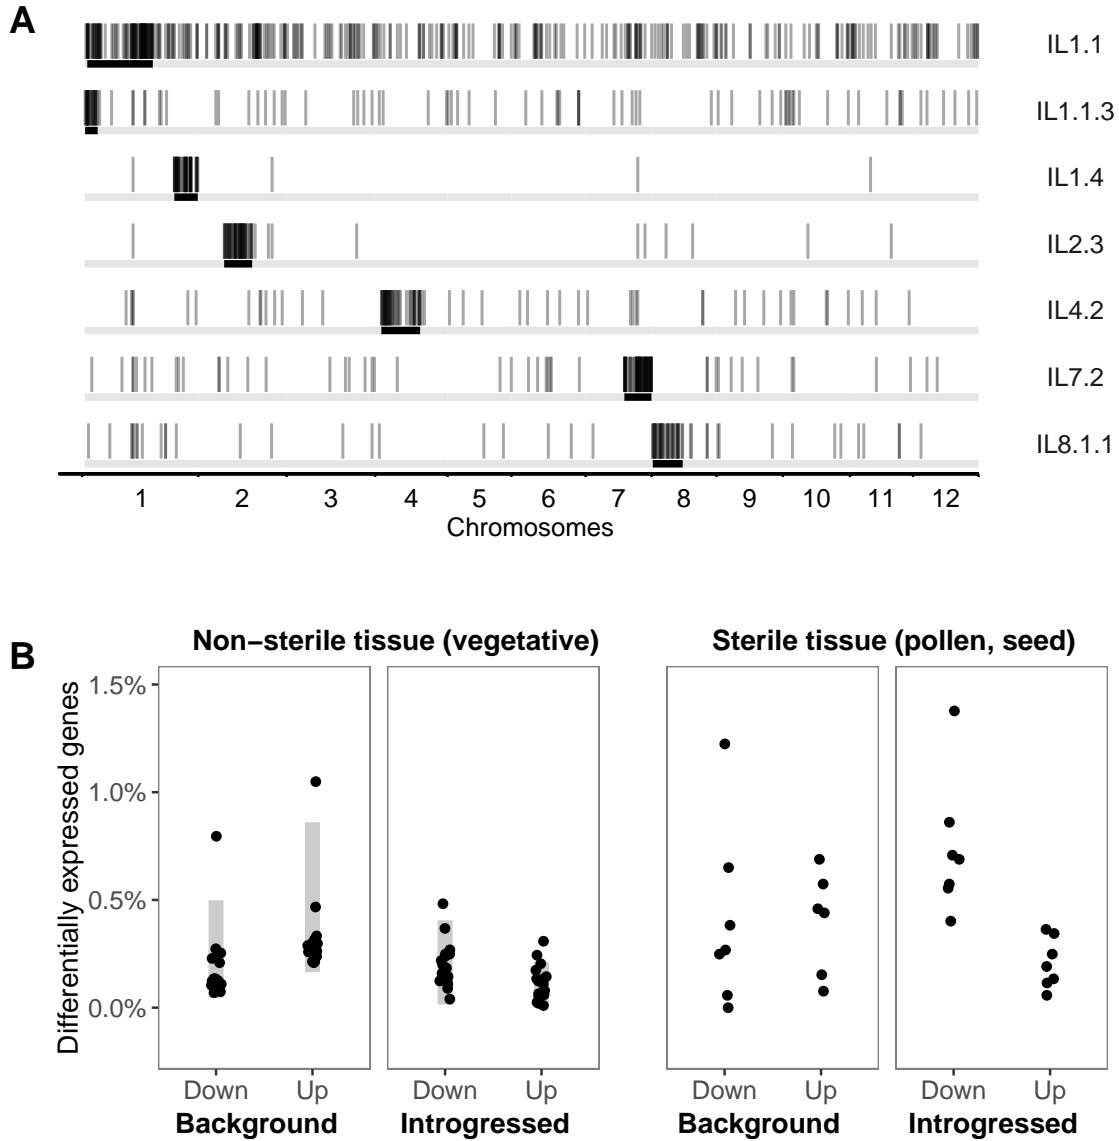 A
IL1.1
IL1.1.3
IL1.4
IL2.3
IL4.2
IL7.2
IL8.1.1
1 2 3 4 5 6 7 8 9 10 11 12
Chromosomes
B
Non−sterile tissue (vegetative) Sterile tissue (pollen, seed)
Differentially expressed genes
1.5%
1.0%
0.5%
0.0%
Down Up Down Up Down Up Down Up
Background Introgressed Background Introgressed